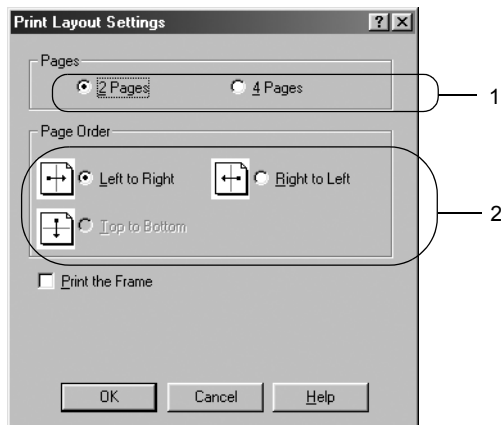 Print Layout Settings
Pages
2 Pages 4 Pages
1
Page Order
Left to Right Right to Left
2
Top to Bottom
Print the Frame
OK Cancel Help